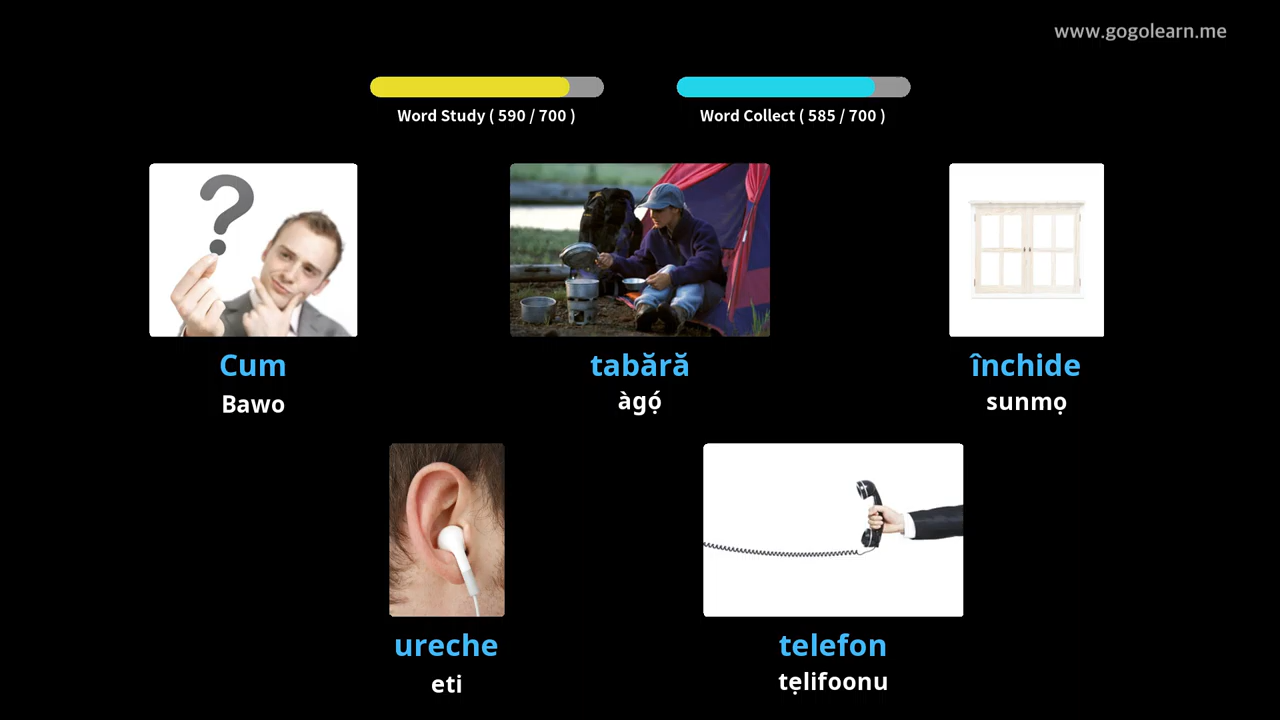 www.gogolearn.me
Word Study ( 590 / 700 )
Word Collect ( 585 / 700 )
Cum
Bawo
tabără
àgọ́
închide
sunmọ
ureche
eti
telefon
tẹlifoonu